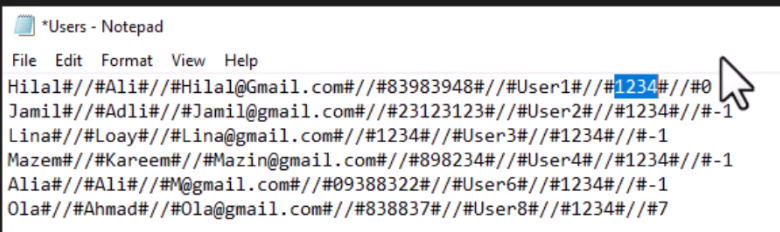 *Users - Notepad
File Edit Format View Help
Hilal#//#Ali#//#Hilal@Gmail.com#//#83983948#//#User1#//#1234#//#0
Jamil#//#Adli#//#Jamil@gmail.com#//#23123123#//#User2#//#1234#//#-1
Lina#//#Loay#//#Lina@gmail.com#//#1234#//#User3#//#1234#//#-1
Mazem#//#Kareem#//#Mazin@gmail.com#//#898234#//#User4#//#1234#//#-1
Alia#//#Ali#//#M@gmail.com#//#09388322#//#User6#//#1234#//#-1
Ola#//#Ahmad#//#Ola@gmail.com#//#838837#//#User8#//#1234#//#7